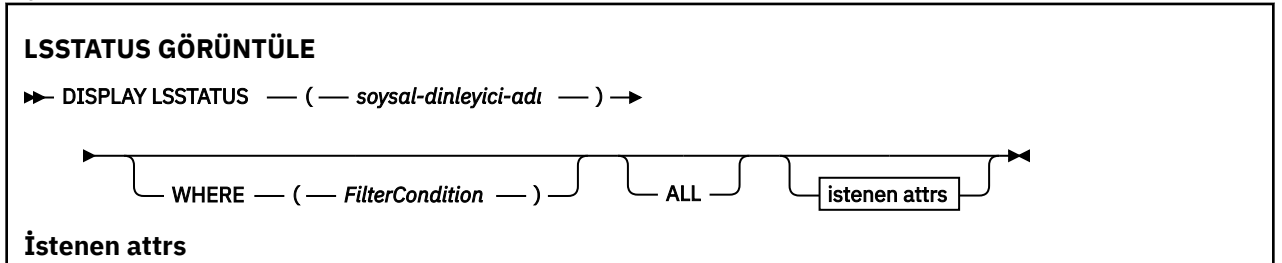 LSSTATUS GÖRÜNTÜLE
DISPLAY LSSTATUS ( soysal-dinleyici-adı )
WHERE ( FilterCondition ) ALL istenen attrs
İstenen attrs